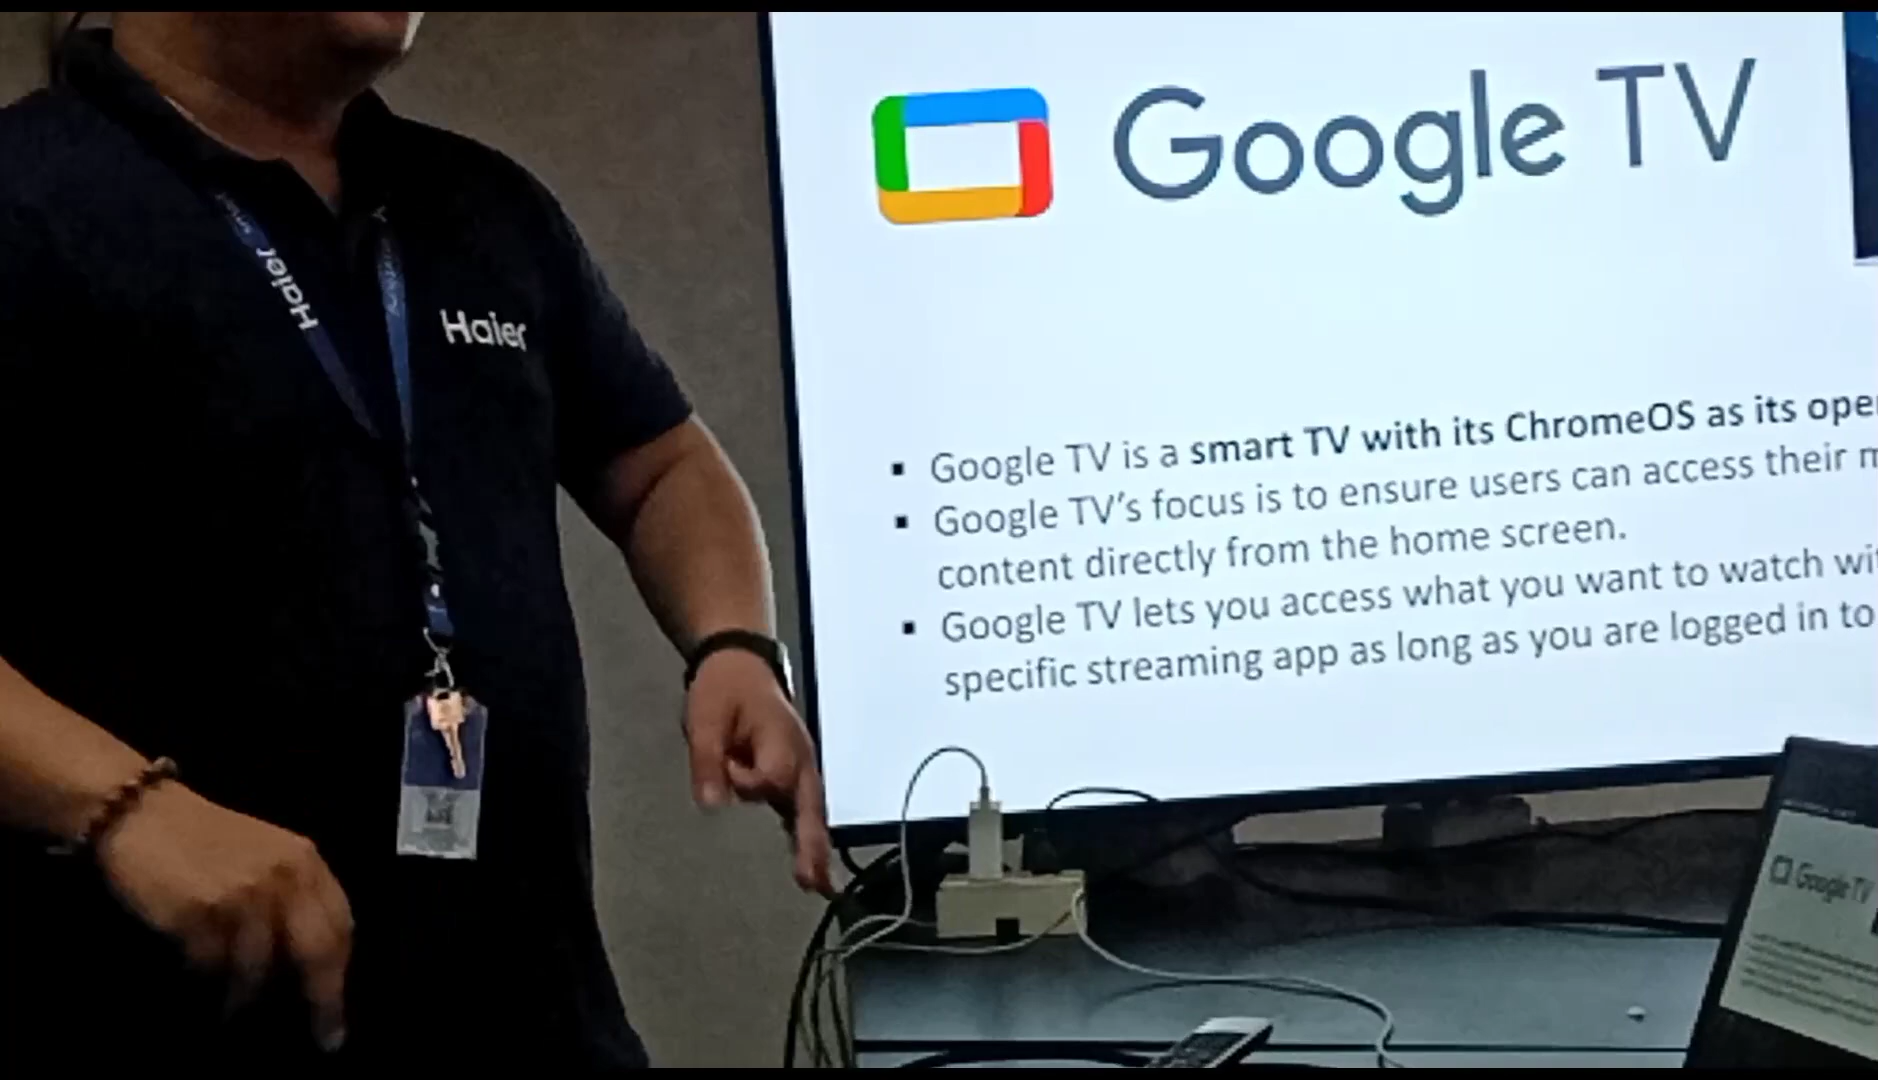 Google TV
Haier
Haier
▪ Google TV is a smart TV with its ChromeOS as its ope
▪ Google TV's focus is to ensure users can access their
content directly from the home screen.
▪ Google TV lets you access what you want to watch
specific streaming app as long as you are logged in to
Google TV